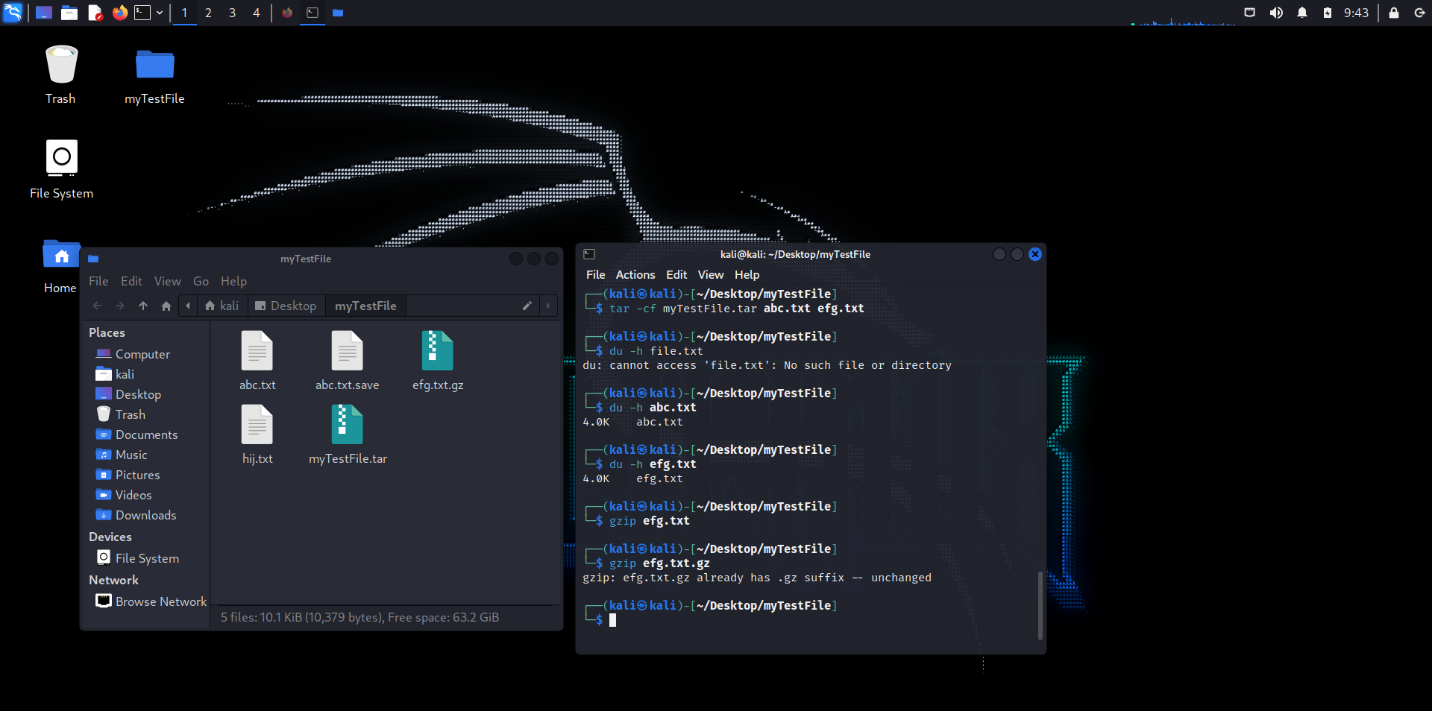 1 2 3 4
9:43
Trash
myTestFile
File System
Home
myTestFile
File Edit View Go Help
kali Desktop myTestFile
Places
Computer
kali
Desktop
Trash
Documents
Music
Pictures
Videos
Downloads
Devices
File System
Network
Browse Network
abc.txt abc.txt.save efg.txt.gz
hij.txt myTestFile.tar
5 files: 10.1 KiB (10,379 bytes), Free space: 63.2 GiB
kali@kali: ~/Desktop/myTestFile
File Actions Edit View Help
┌──(kali㉿kali)-[~/Desktop/myTestFile]
└─$ tar -cf myTestFile.tar abc.txt efg.txt
┌──(kali㉿kali)-[~/Desktop/myTestFile]
└─$ du -h file.txt
du: cannot access 'file.txt': No such file or directory
┌──(kali㉿kali)-[~/Desktop/myTestFile]
└─$ du -h abc.txt
4.0K    abc.txt
┌──(kali㉿kali)-[~/Desktop/myTestFile]
└─$ du -h efg.txt
4.0K    efg.txt
┌──(kali㉿kali)-[~/Desktop/myTestFile]
└─$ gzip efg.txt
┌──(kali㉿kali)-[~/Desktop/myTestFile]
└─$ gzip efg.txt.gz
gzip: efg.txt.gz already has .gz suffix -- unchanged
┌──(kali㉿kali)-[~/Desktop/myTestFile]
└─$